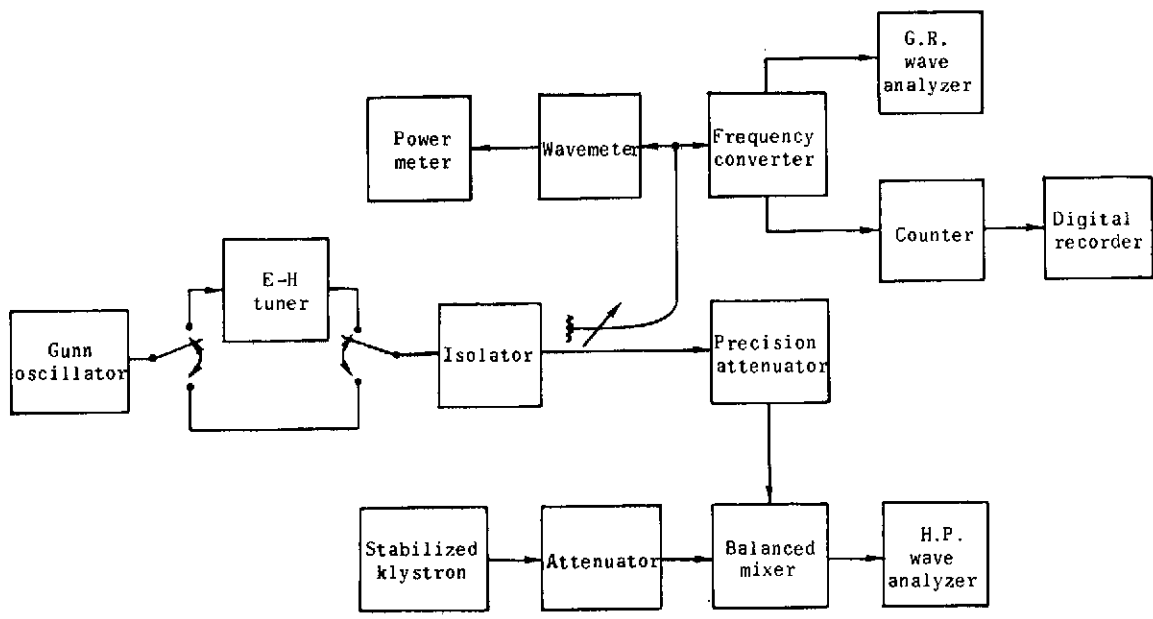 G.R.
wave
analyzer
Power
meter
Wavemeter
Frequency
converter
Counter
Digital
recorder
E-H
tuner
Gunn
oscillator
Isolator
Precision
attenuator
Stabilized
klystron
Attenuator
Balanced
mixer
H.P.
wave
analyzer